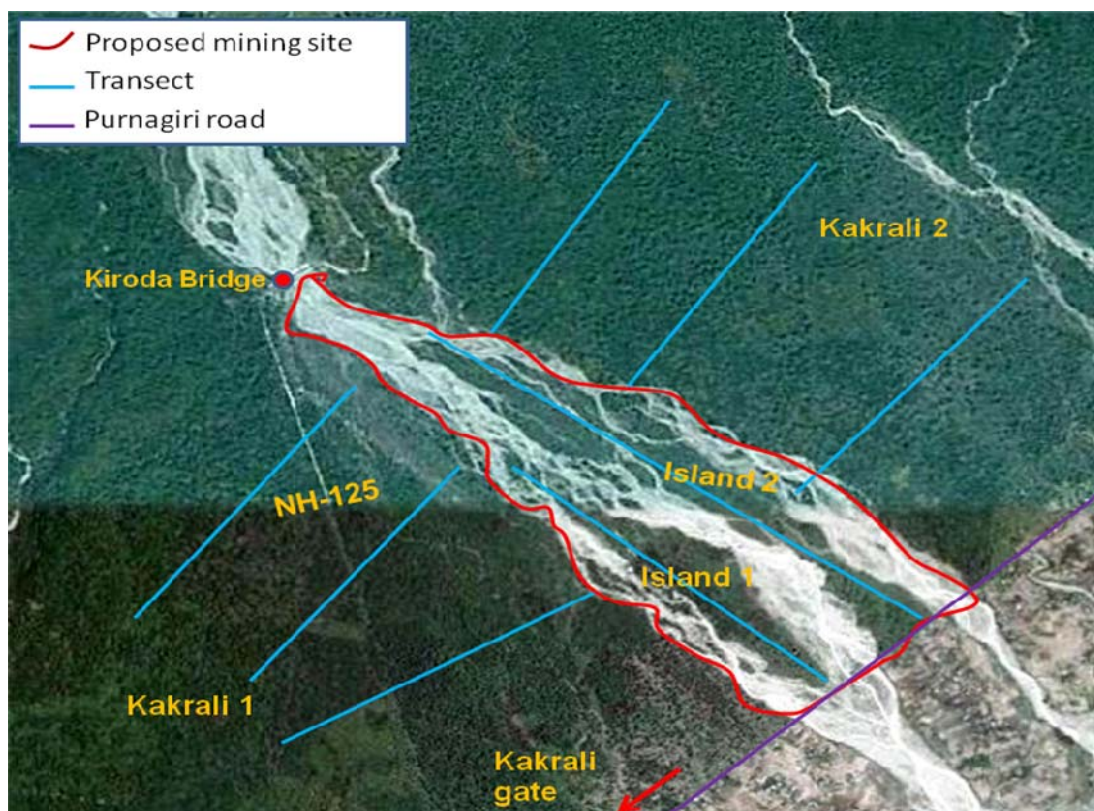 Proposed mining site
Transect
Purnagiri road
Kakrali 2
Kiroda Bridge
Island 2
NH-125
Island 1
Kakrali 1
Kakrali
gate